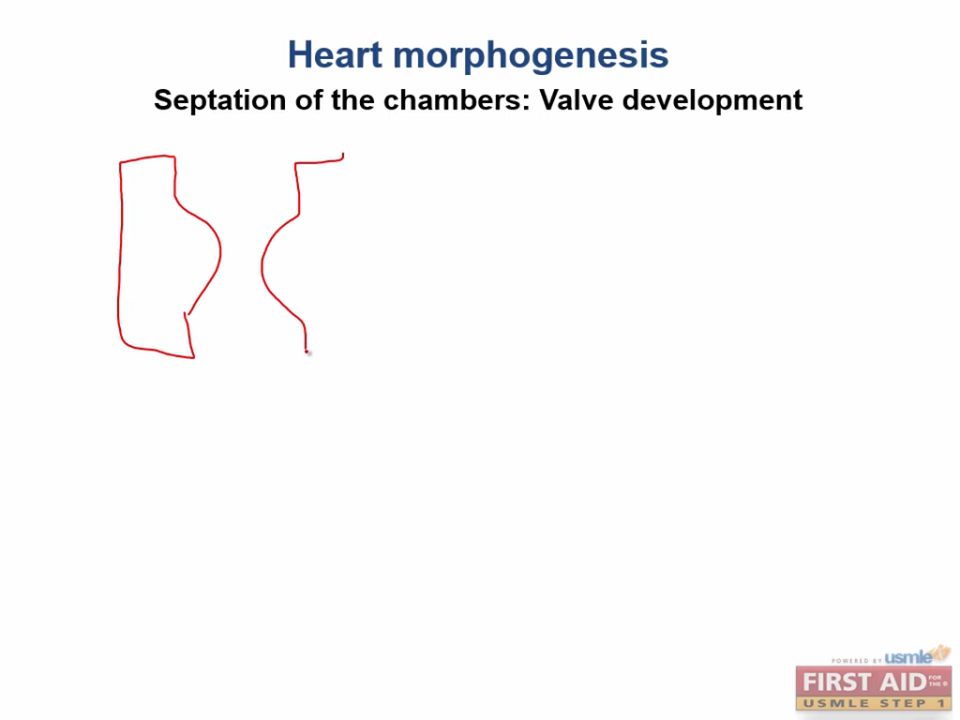 Heart morphogenesis
Septation of the chambers: Valve development
POWERED BY usmle
FIRST AID FOR THE ®
USMLE STEP 1